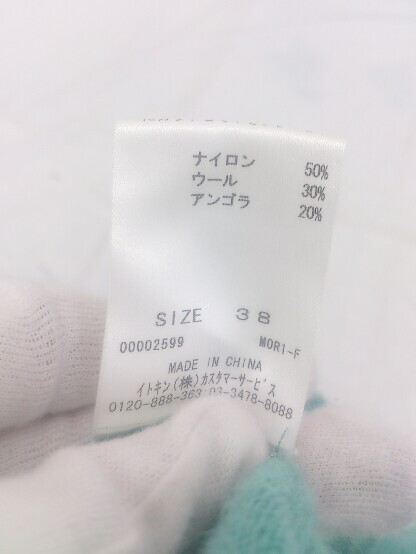 ナイロン 50%
ウール 30%
アンゴラ 20%
SIZE 38
00002599 MORI-F
MADE IN CHINA
イトキン(株)カスタマーサービス
0120-888-363 03-3478-8088